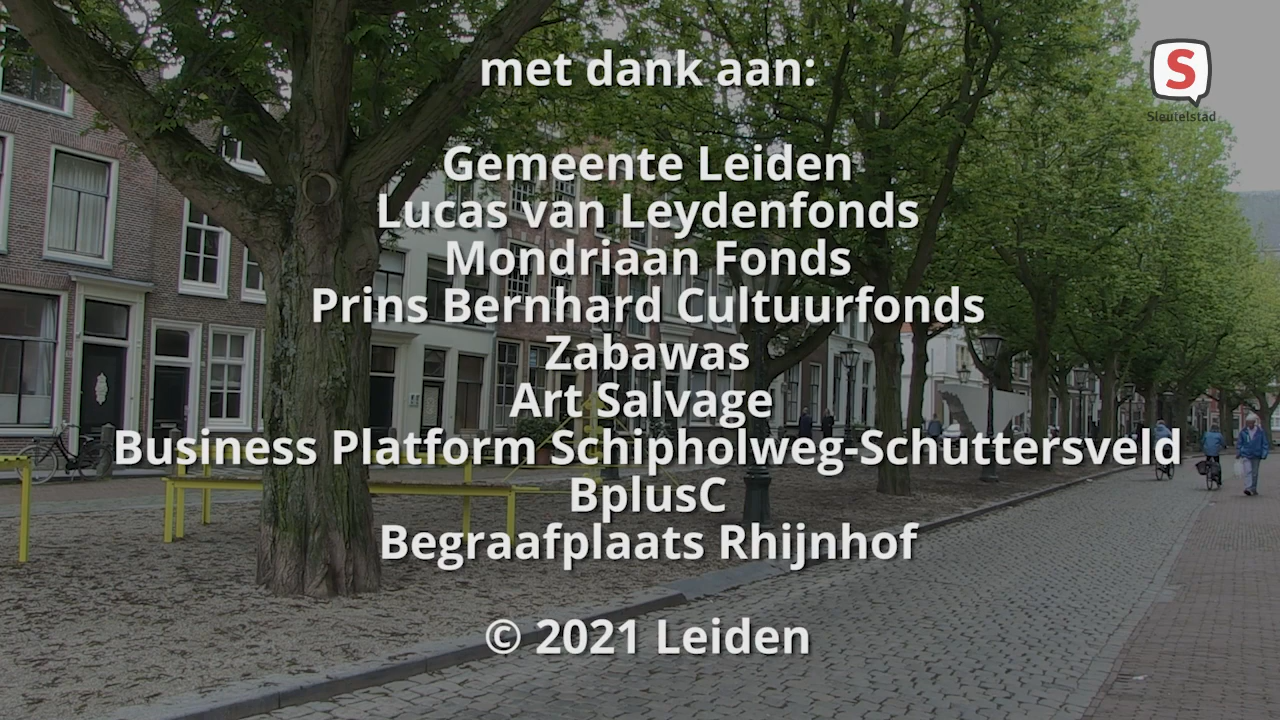 met dank aan:
S
Sleutelstad
Gemeente Leiden
Lucas van Leydenfonds
Mondriaan Fonds
Prins Bernhard Cultuurfonds
Zabawas
Art Salvage
Business Platform Schipholweg-Schuttersveld
BplusC
Begraafplaats Rhijnhof
© 2021 Leiden